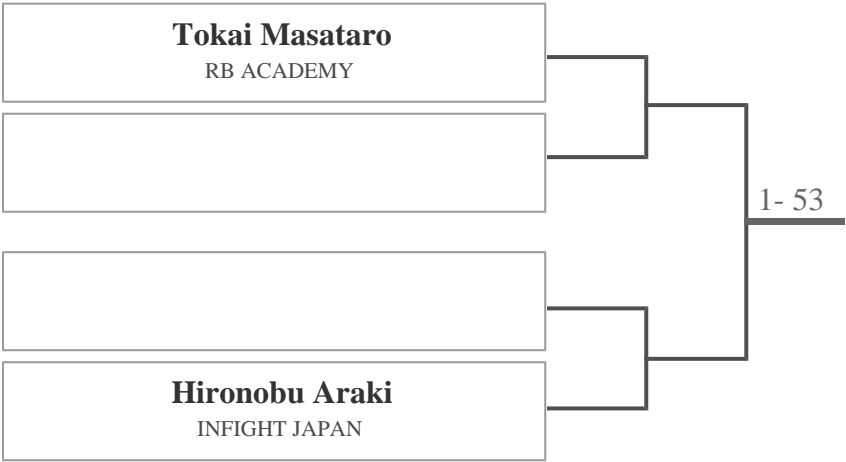 Tokai Masataro
RB ACADEMY
1- 53
Hironobu Araki
INFIGHT JAPAN